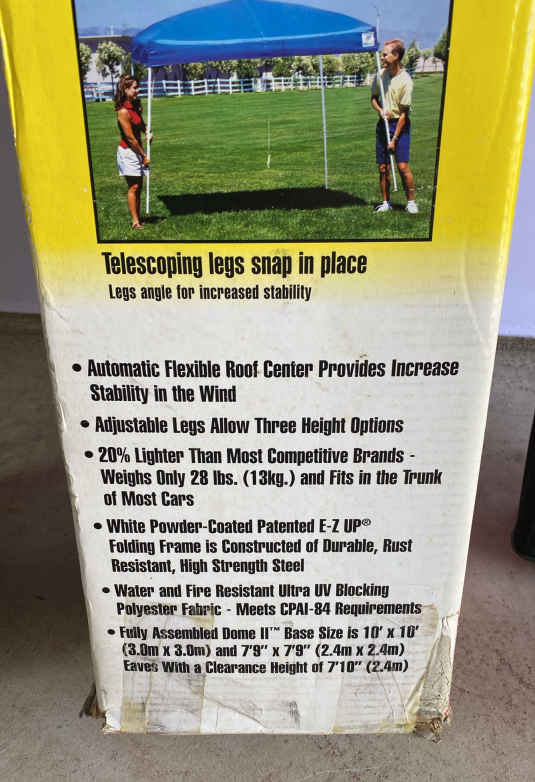 Telescoping legs snap in place
Legs angle for increased stability
• Automatic Flexible Roof Center Provides Increase
Stability in the Wind
• Adjustable Legs Allow Three Height Options
• 20% Lighter Than Most Competitive Brands -
Weighs Only 28 lbs. (13kg.) and Fits in the Trunk
of Most Cars
• White Powder-Coated Patented E-Z UP®
Folding Frame is Constructed of Durable, Rust
Resistant, High Strength Steel
• Water and Fire Resistant Ultra UV Blocking
Polyester Fabric - Meets CPAI-84 Requirements
• Fully Assembled Dome II™ Base Size is 10' x 10'
(3.0m x 3.0m) and 7'9" x 7'9" (2.4m x 2.4m)
Eaves With a Clearance Height of 7'10" (2.4m)